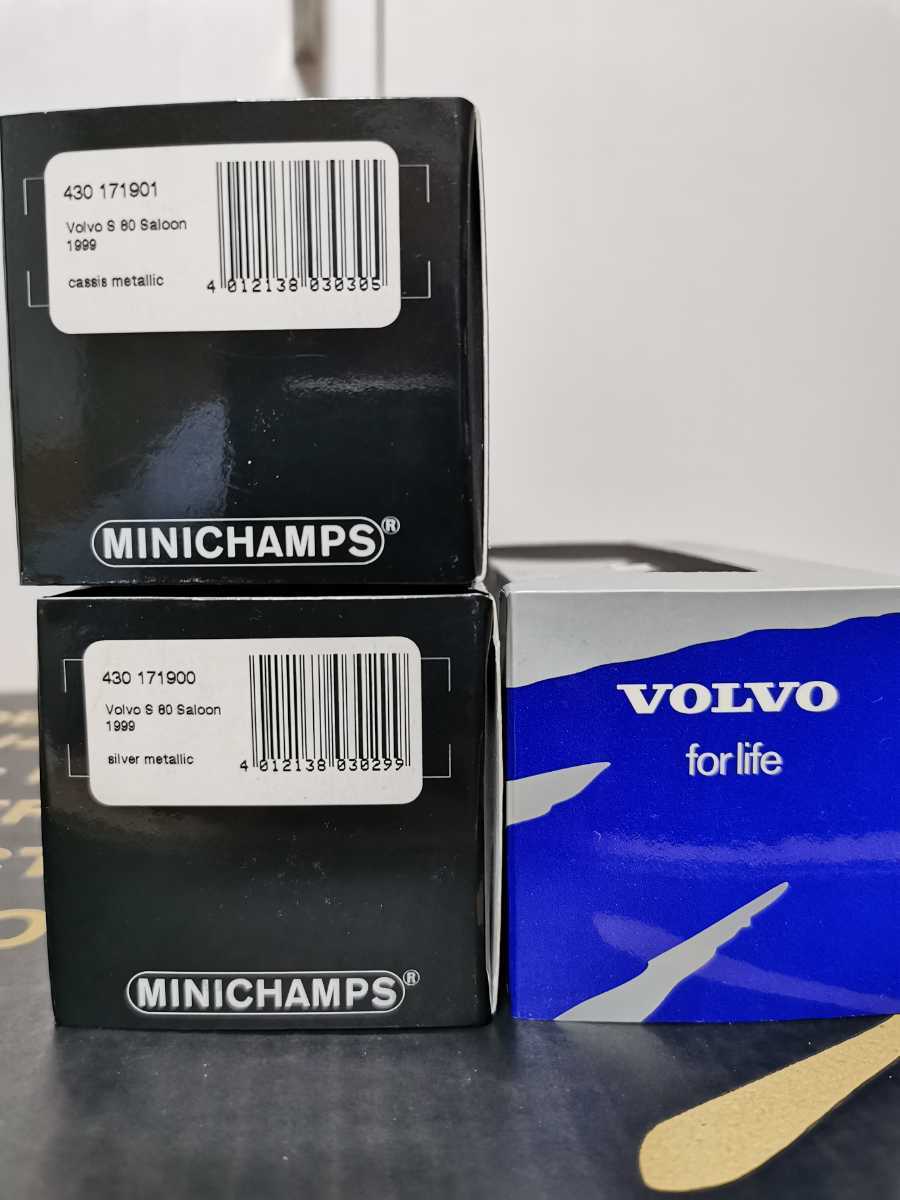 430 171901
Volvo S 80 Saloon
1999
cassis metallic
4 012138 030305
MINICHAMPS®
430 171900
Volvo S 80 Saloon
1999
silver metallic
4 012138 030299
MINICHAMPS®
VOLVO
for life